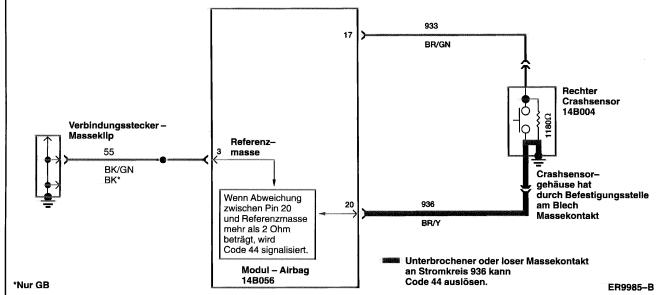 933
17
BR/GN
Rechter
Crashsensor
14B004
1180Ω
Verbindungsstecker –
Masseklip
55
BK/GN
BK*
3
Referenz–
masse
Wenn Abweichung
zwischen Pin 20
und Referenzmasse
mehr als 2 Ohm
beträgt, wird
Code 44 signalisiert.
20
936
BR/Y
Crashsensor–
gehäuse hat
durch Befestigungsstelle
am Blech
Massekontakt
Modul – Airbag
14B056
Unterbrochener oder loser Massekontakt
an Stromkreis 936 kann
Code 44 auslösen.
*Nur GB
ER9985–B